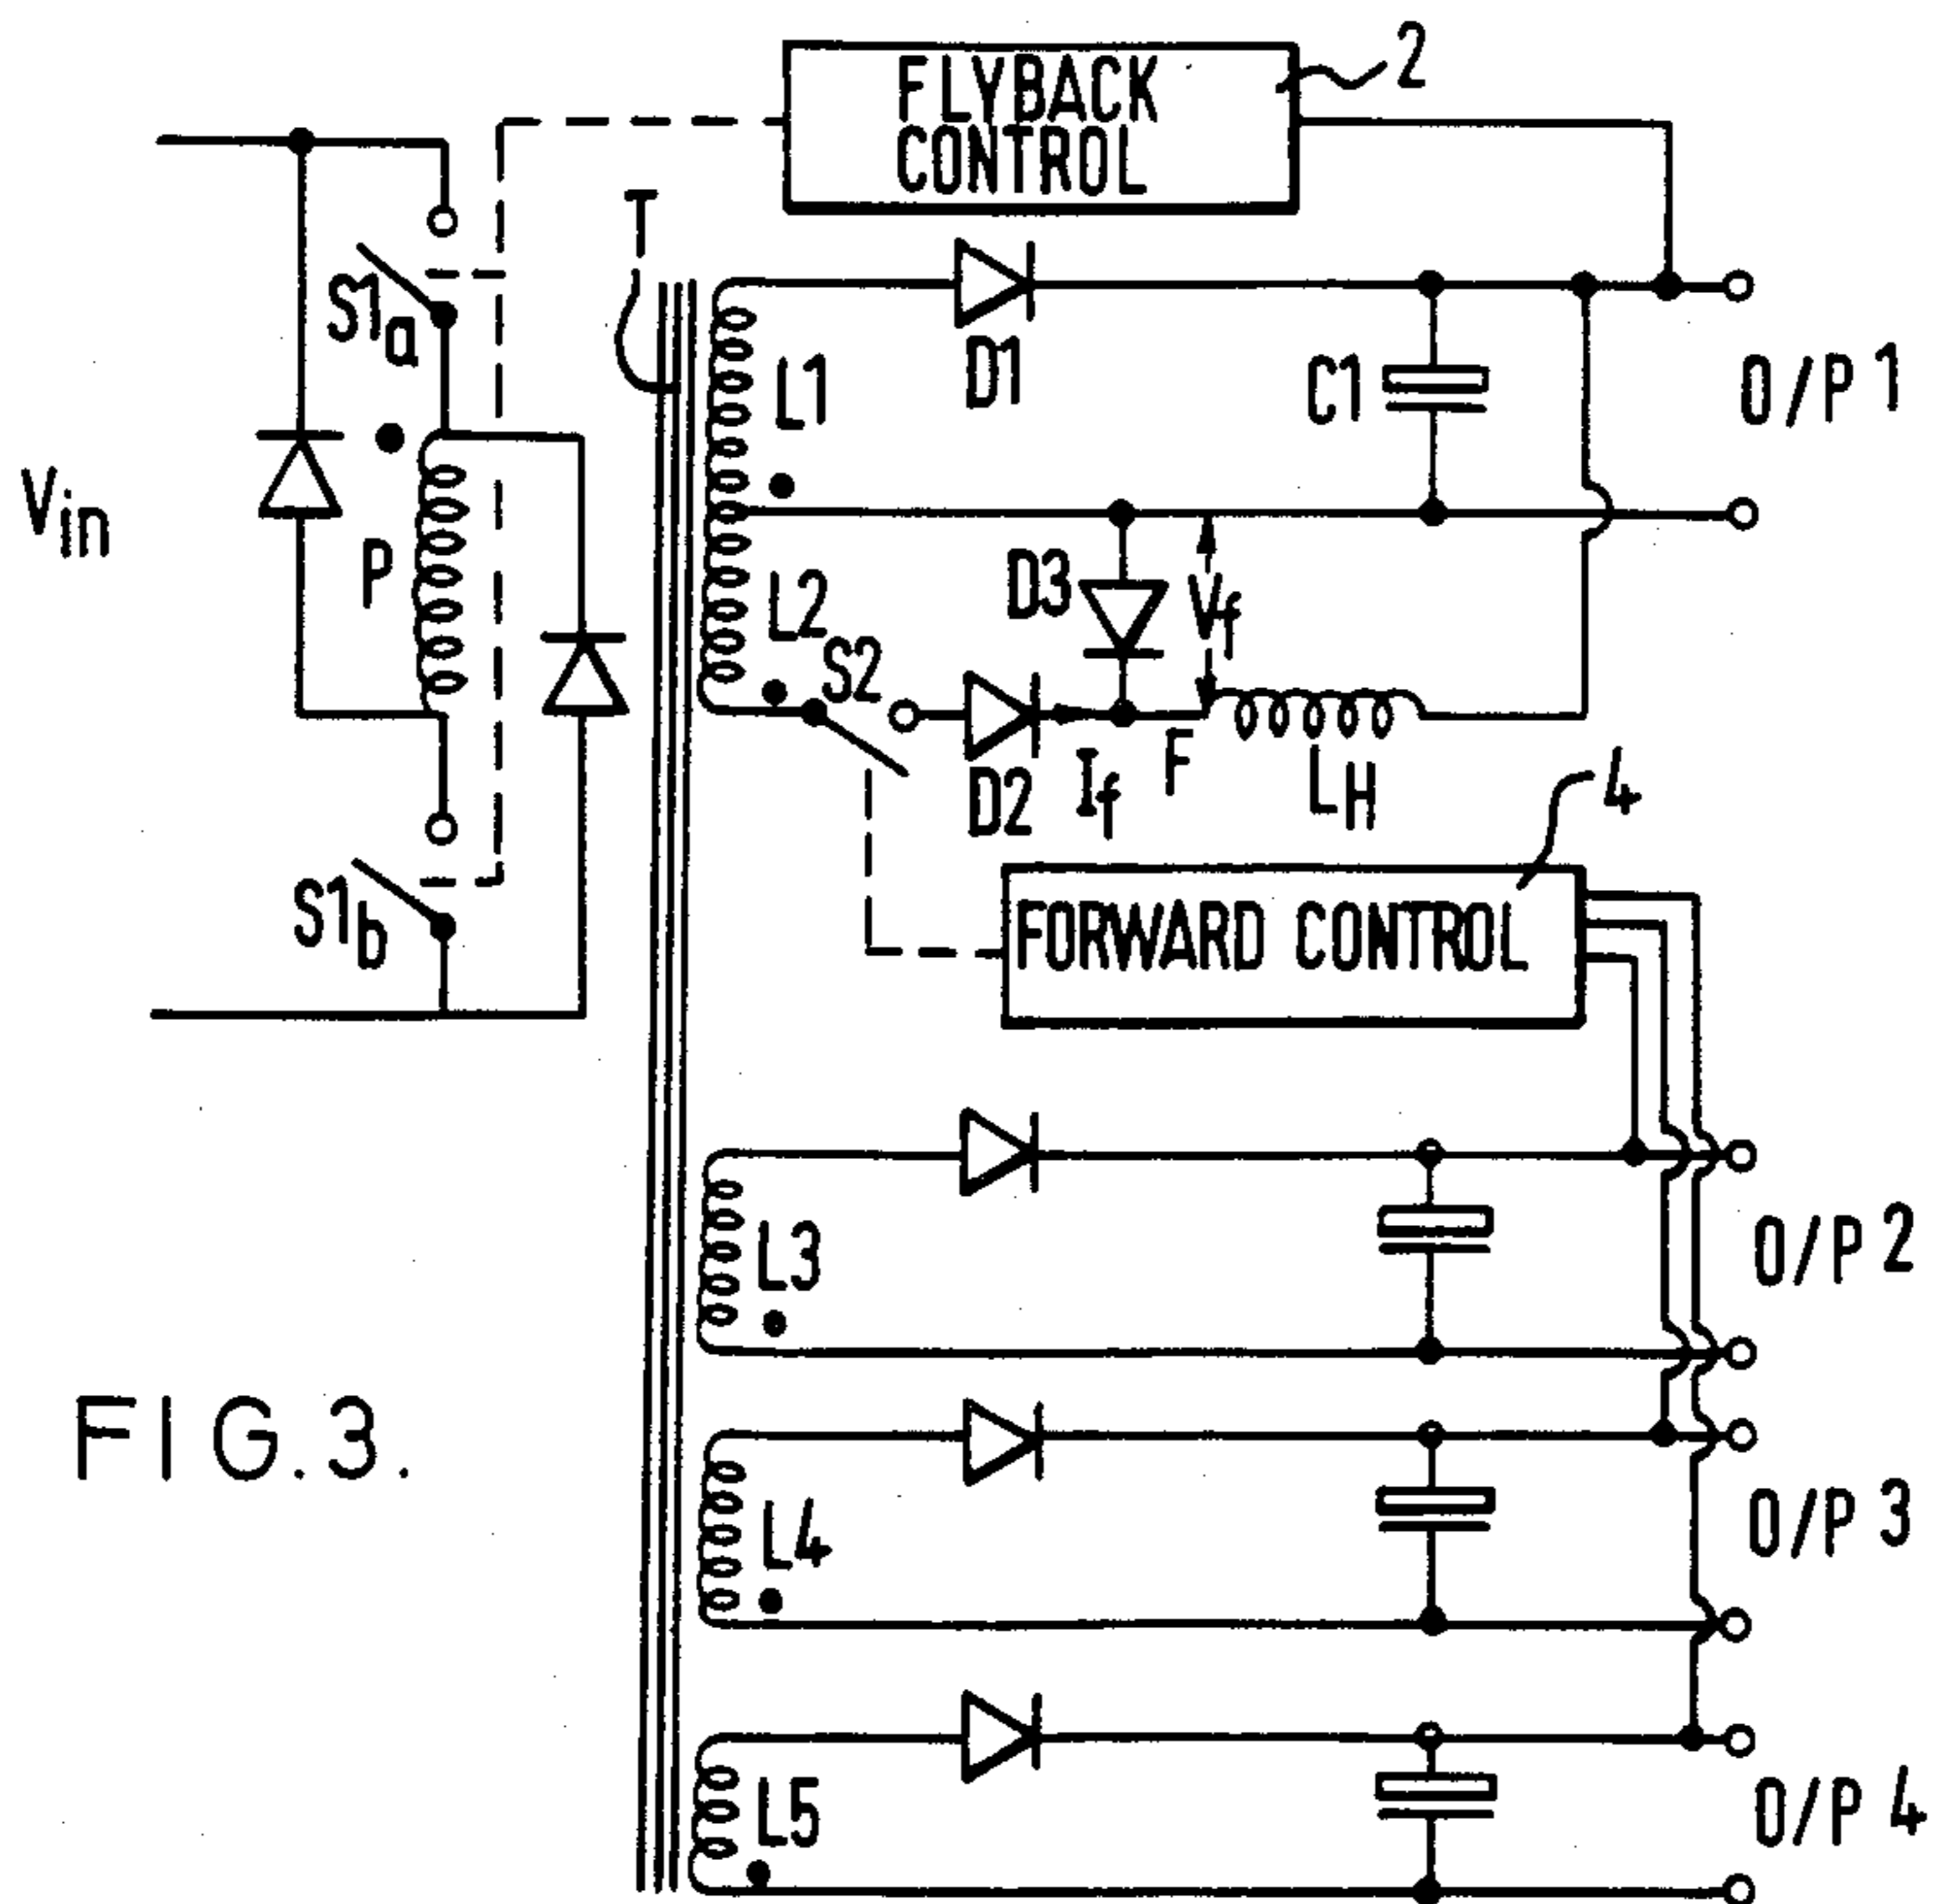 FLYBACK
CONTROL
2
T
S1a
D1
L1
C1
O/P 1
Vin
P
D3
Vf
L2
S2
D2
If
F
LH
4
S1b
FORWARD CONTROL
L3
O/P 2
FIG.3.
L4
O/P 3
L5
O/P 4